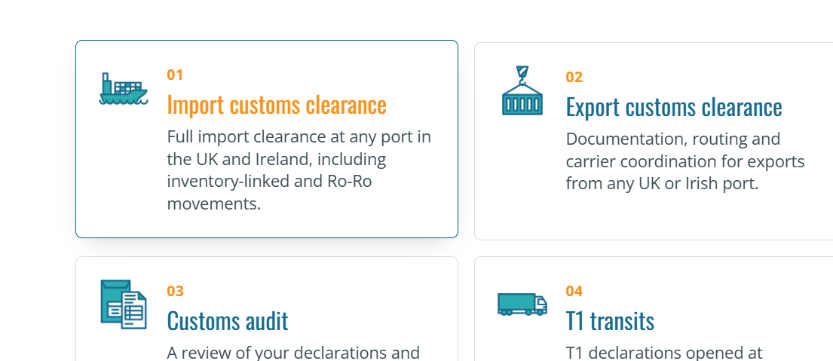 01
Import customs clearance
Full import clearance at any port in
the UK and Ireland, including
inventory-linked and Ro-Ro
movements.
02
Export customs clearance
Documentation, routing and
carrier coordination for exports
from any UK or Irish port.
03
Customs audit
A review of your declarations and
04
T1 transits
T1 declarations opened at